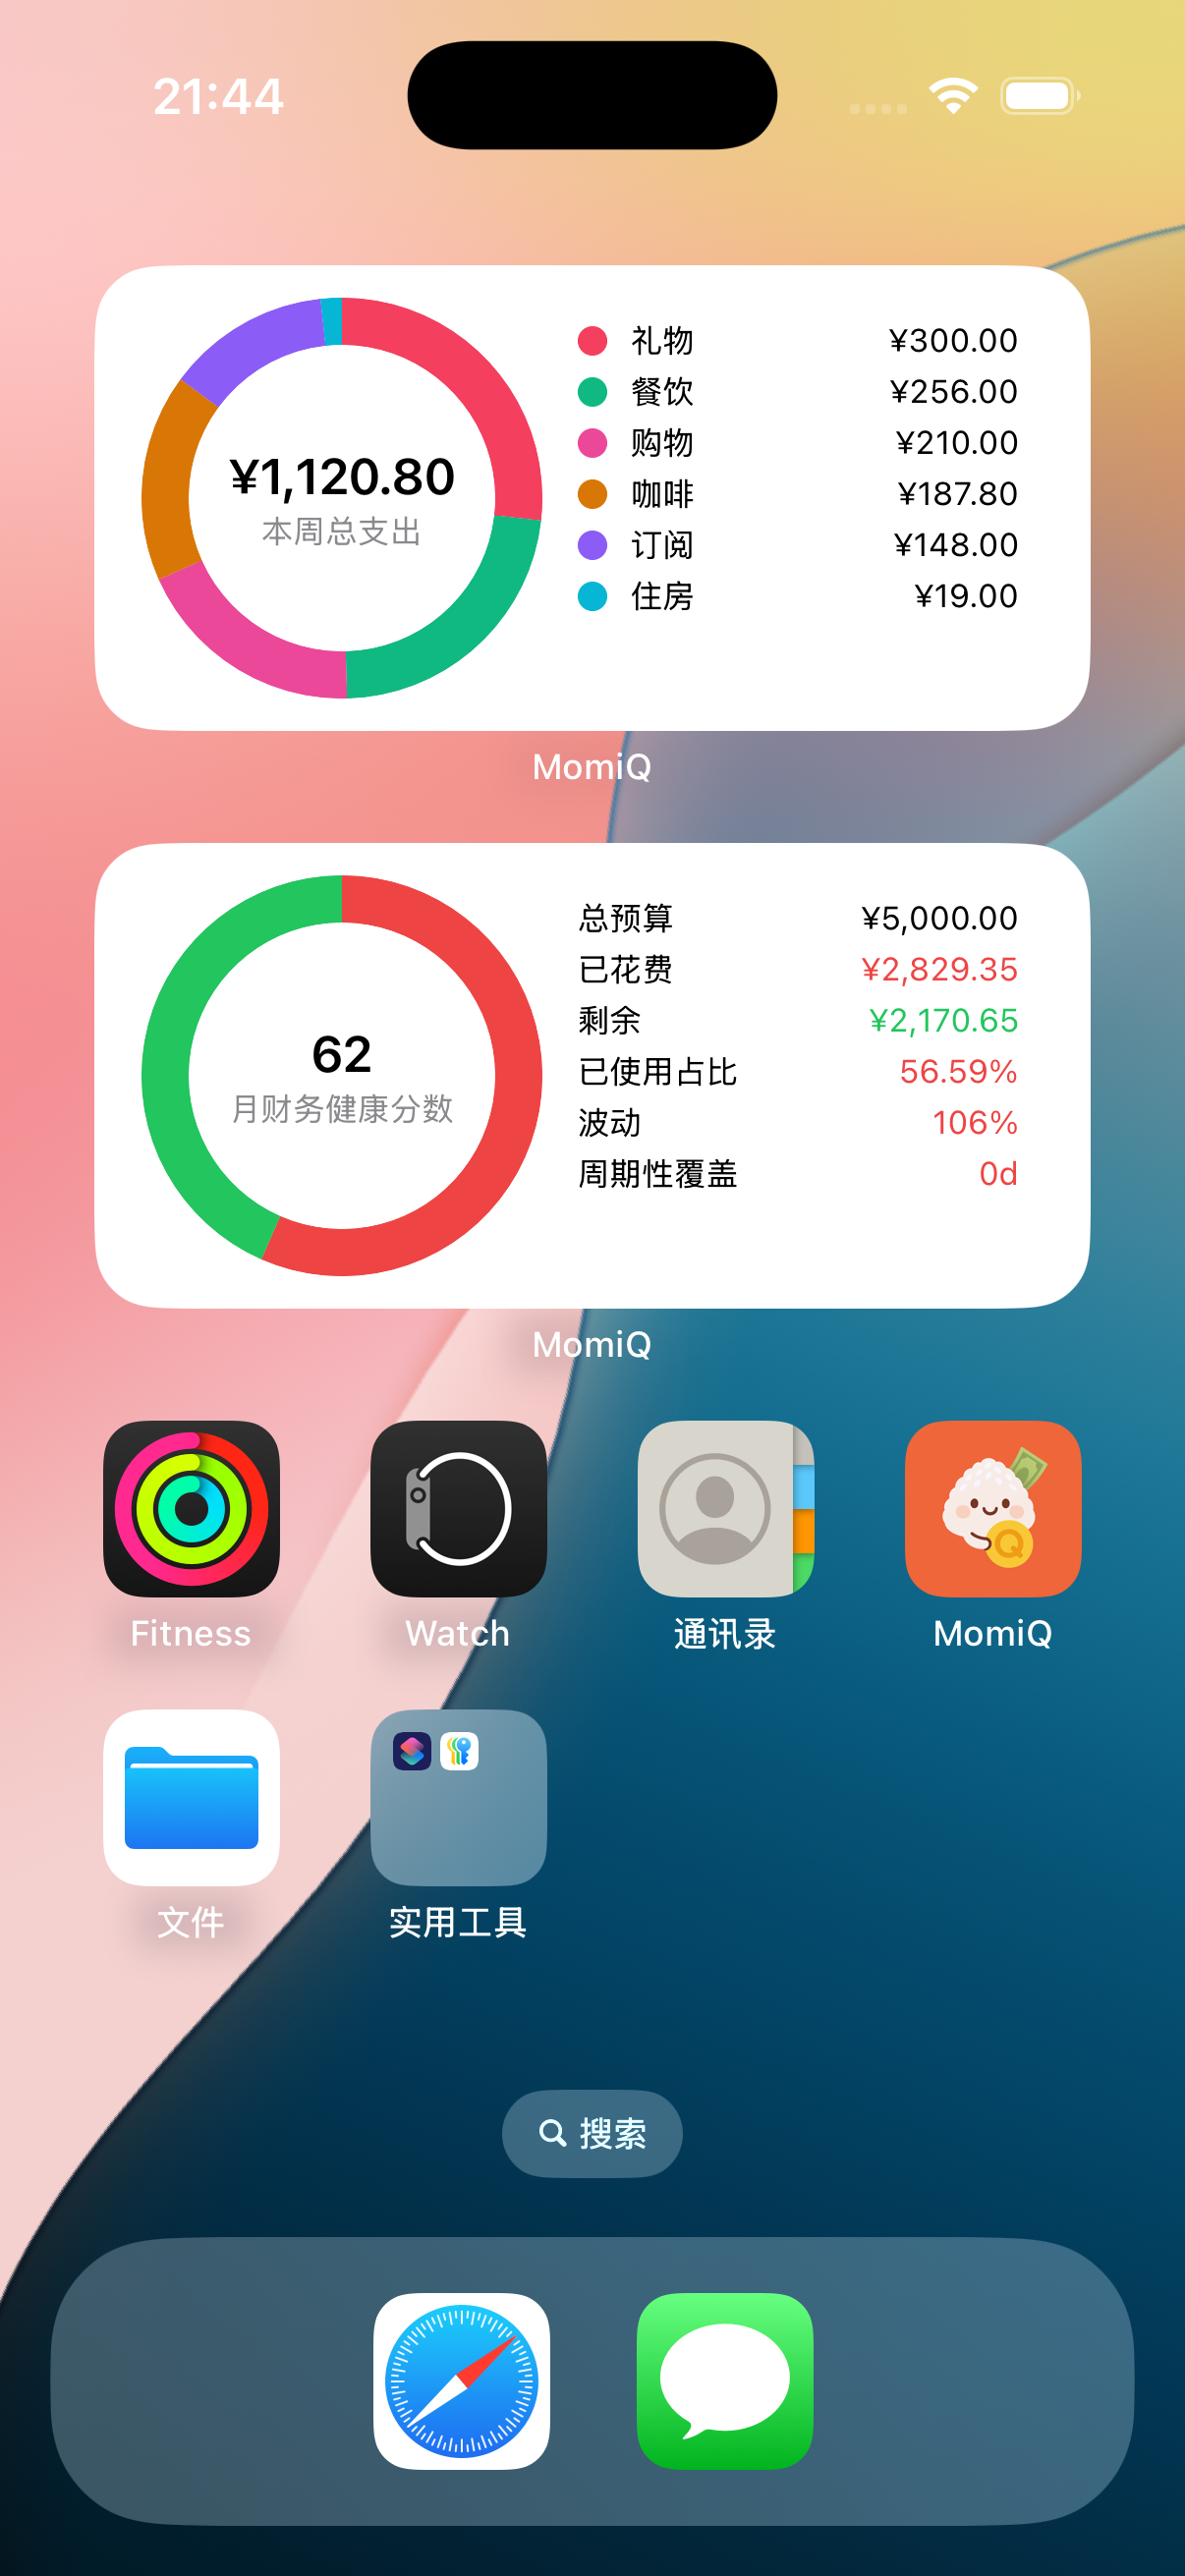 21:44
礼物 ¥300.00
餐饮 ¥256.00
购物 ¥210.00
咖啡 ¥187.80
订阅 ¥148.00
住房 ¥19.00
¥1,120.80
本周总支出
MomiQ
总预算 ¥5,000.00
已花费 ¥2,829.35
剩余 ¥2,170.65
已使用占比 56.59%
波动 106%
周期性覆盖 0d
62
月财务健康分数
MomiQ
Q
Fitness Watch 通讯录 MomiQ
文件 实用工具
搜索